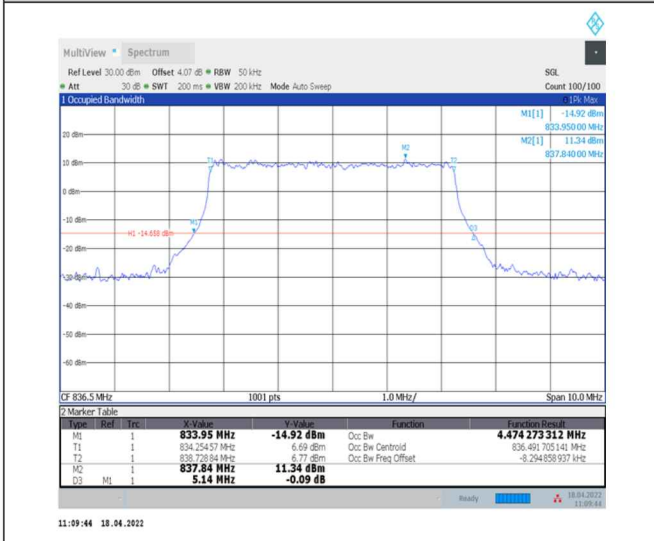 MultiView Spectrum
Ref Level 30.00 dBm Offset 4.07 dB RBW 50 kHz SGL
Att 30 dB SWT 200 ms VBW 200 kHz Mode Auto Sweep Count 100/100
1 Occupied Bandwidth 1Pk Max
M1[1] -14.92 dBm
833.95000 MHz
M2[1] 11.34 dBm
837.84000 MHz
20 dBm
M2
T1 T2
10 dBm
0 dBm
-10 dBm
M1
H1 -14.658 dBm
D3
-20 dBm
-30 dBm
-40 dBm
-50 dBm
-60 dBm
CF 836.5 MHz 1001 pts 1.0 MHz/ Span 10.0 MHz
2 Marker Table
Type Ref Trc X-Value Y-Value Function Function Result
M1 1 833.95 MHz -14.92 dBm Occ Bw 4.474 273 312 MHz
T1 1 834.25457 MHz 6.69 dBm Occ Bw Centroid 836.491 705 141 MHz
T2 1 838.728 84 MHz 6.77 dBm Occ Bw Freq Offset -8.294 858 937 kHz
M2 1 837.84 MHz 11.34 dBm
D3 M1 1 5.14 MHz -0.09 dB
Ready 18.04.2022
11:09:44
11:09:44 18.04.2022